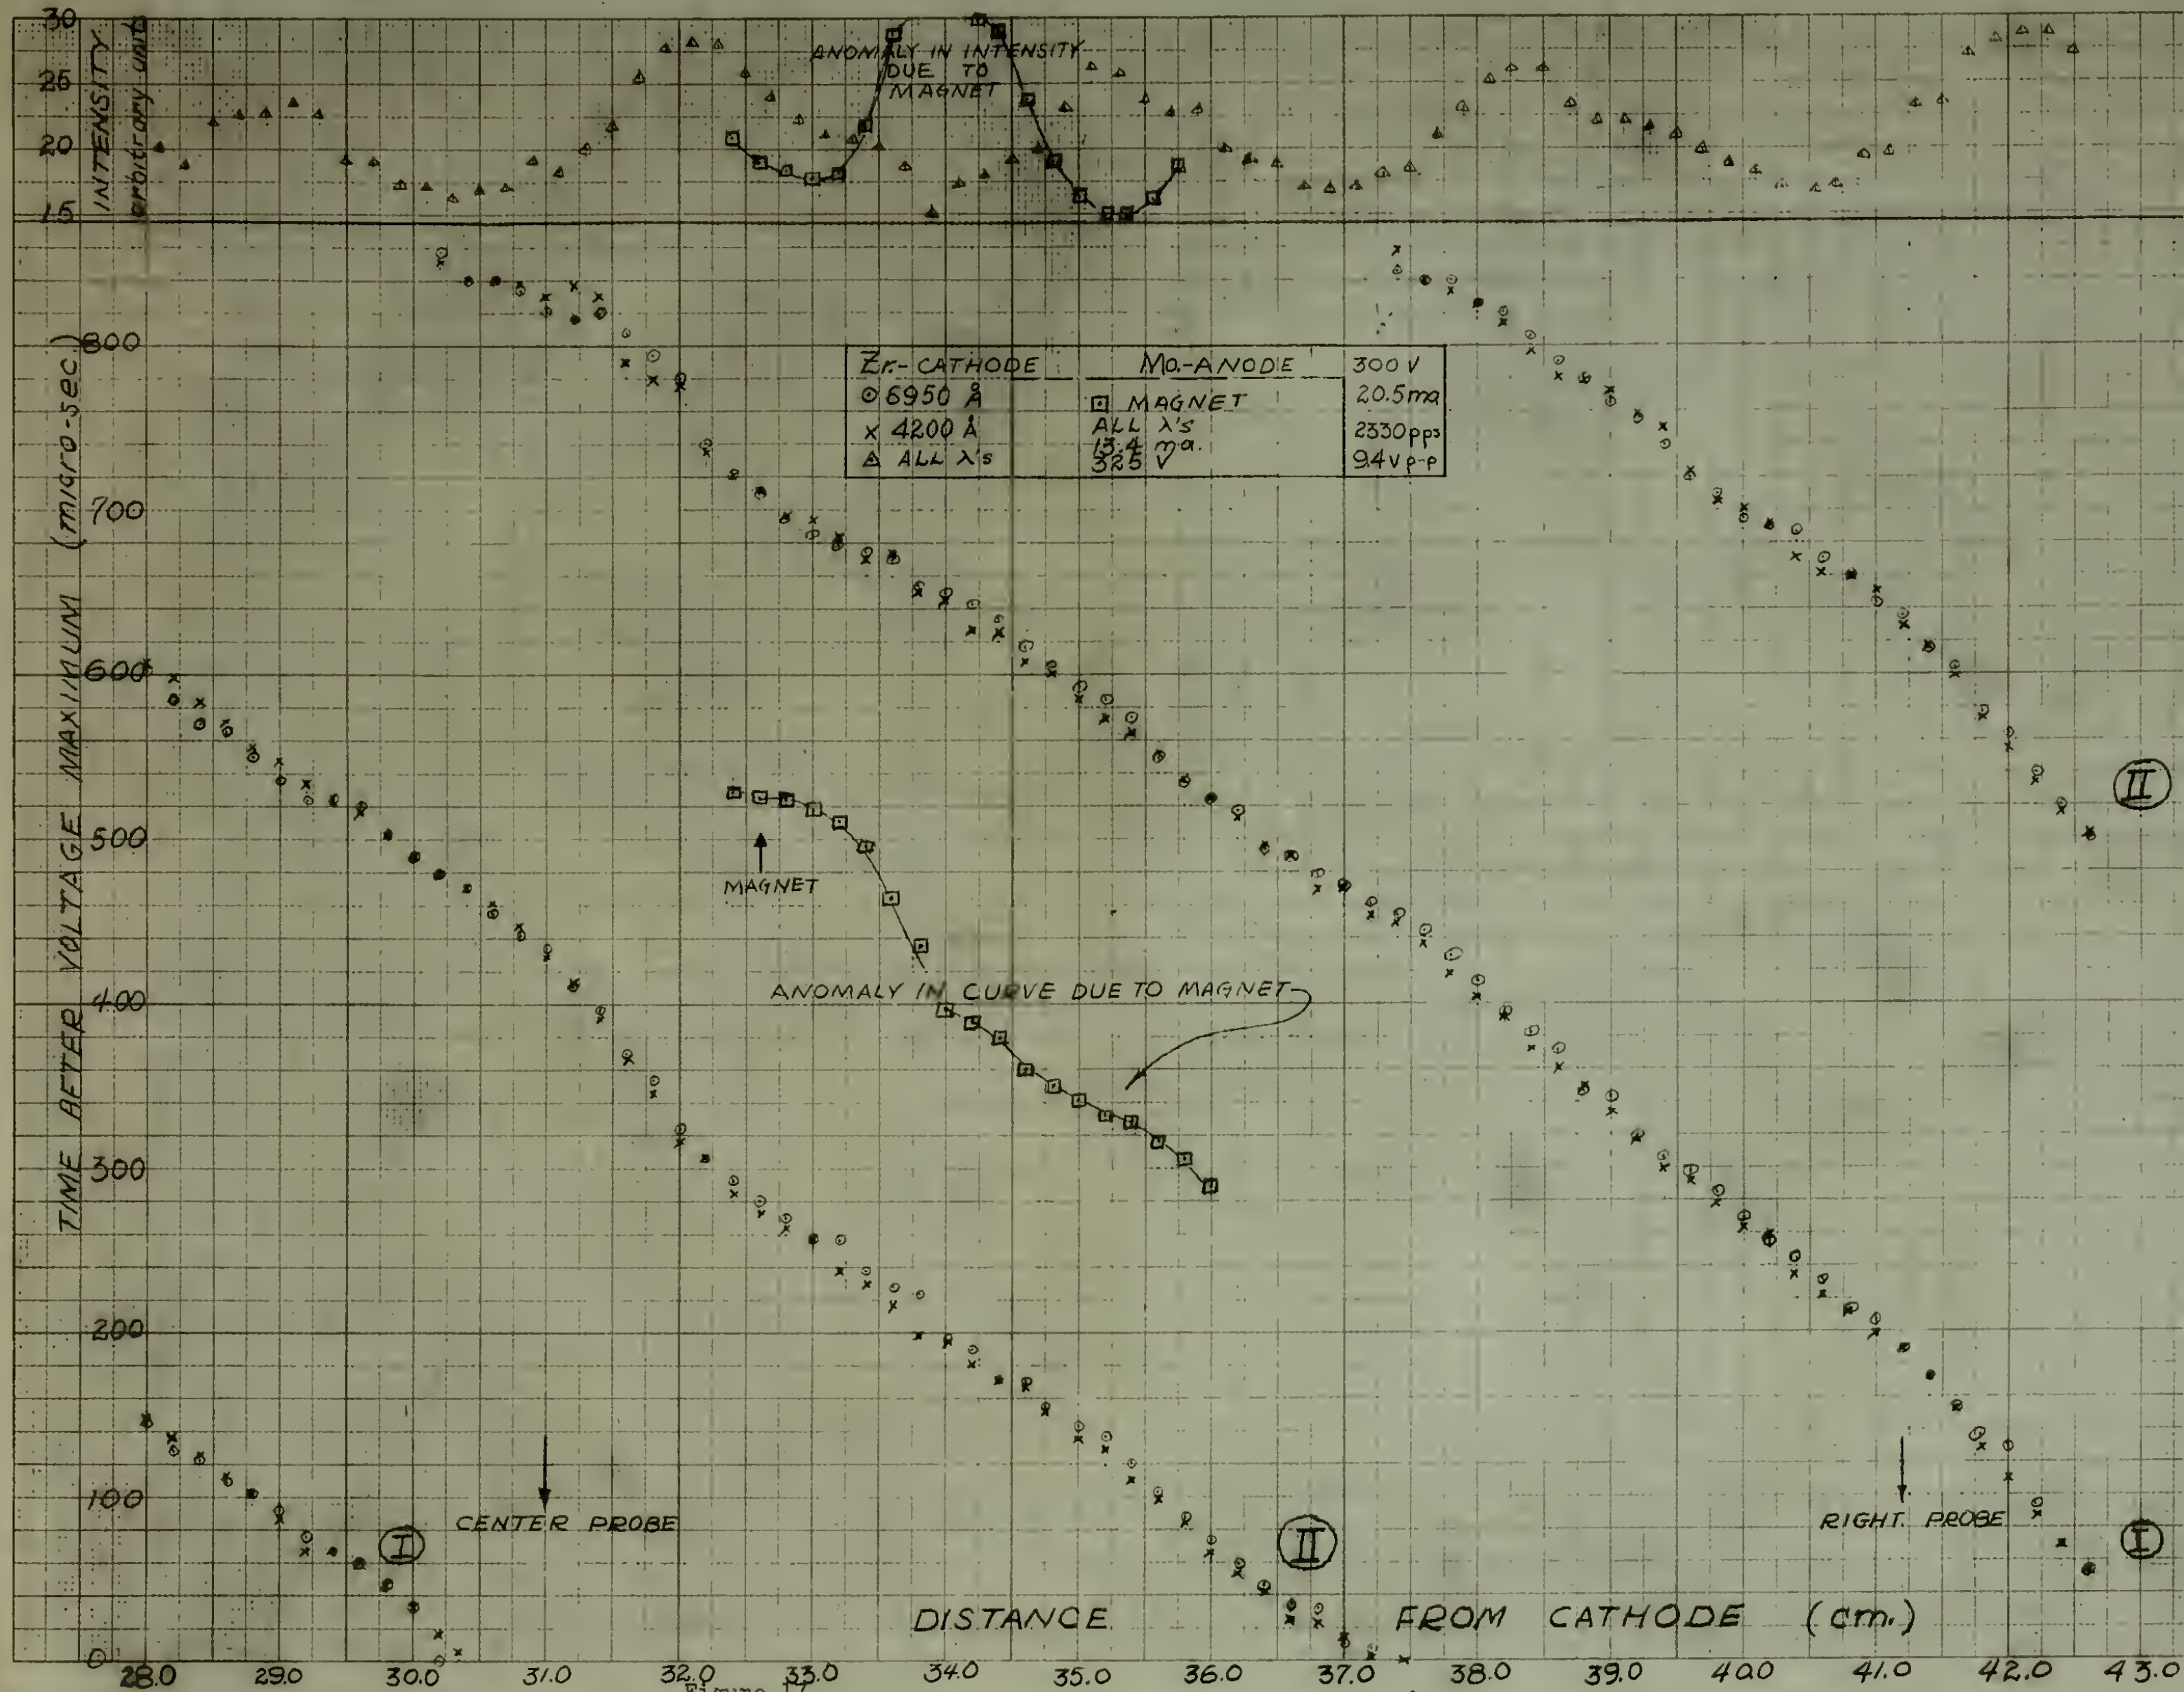 30
25
20
15
INTENSITY
arbitrary units
ANOMALY IN INTENSITY
DUE TO
MAGNET
800
700
600
500
400
300
200
100
0
TIME AFTER VOLTAGE MAXIMUM (micro-sec.)
Zr.-CATHODE Mo.-ANODE 300 V
⊙ 6950 Å ⊡ MAGNET 20.5 ma
x 4200 Å ALL λ's 2330 pps
13.4 ma.
△ ALL λ's 325 V 9.4 v p-p
MAGNET
ANOMALY IN CURVE DUE TO MAGNET
II
CENTER PROBE
RIGHT PROBE
I
II
I
DISTANCE FROM CATHODE (cm.)
28.0 29.0 30.0 31.0 32.0 33.0 34.0 35.0 36.0 37.0 38.0 39.0 40.0 41.0 42.0 43.0
Figure 17